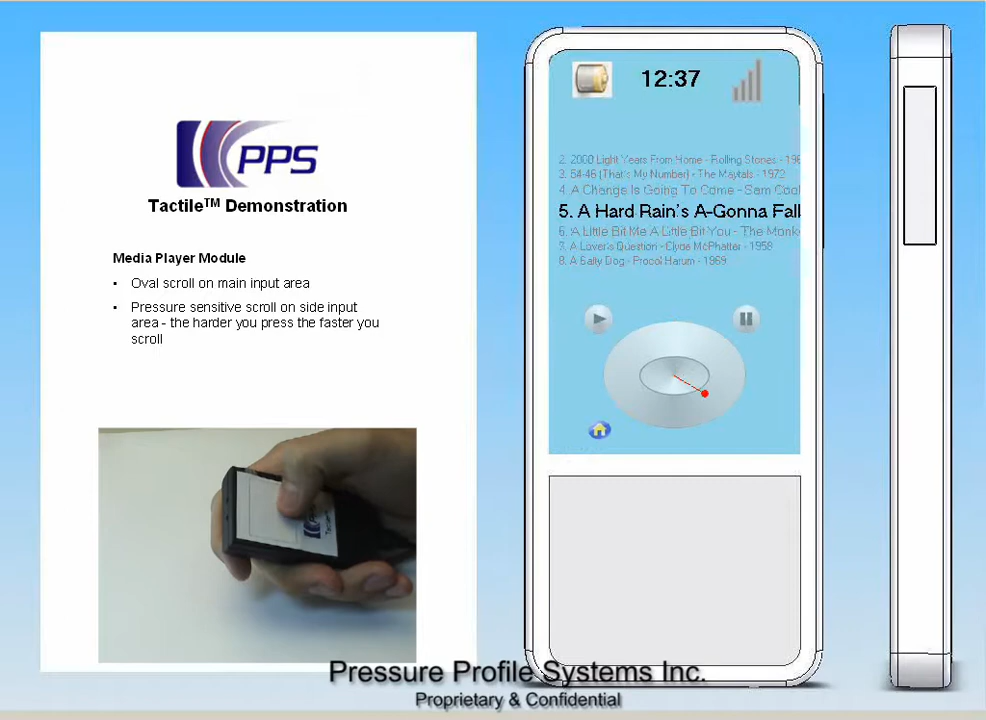 PPS
Tactile™ Demonstration
Media Player Module
• Oval scroll on main input area
• Pressure sensitive scroll on side input
area - the harder you press the faster you
scroll
PPS
12:37
2. 2000 Light Years From Home - Rolling Stones - 196
3. 54-46 (That's My Number) - The Maytals - 1972
4. A Change Is Going To Come - Sam Cook
5. A Hard Rain's A-Gonna Fall
6. A Little Bit Me A Little Bit You - The Monk
7. A Lover's Question - Clyde McPhatter - 1958
8. A Salty Dog - Procol Harum - 1969
Pressure Profile Systems Inc.
Proprietary & Confidential